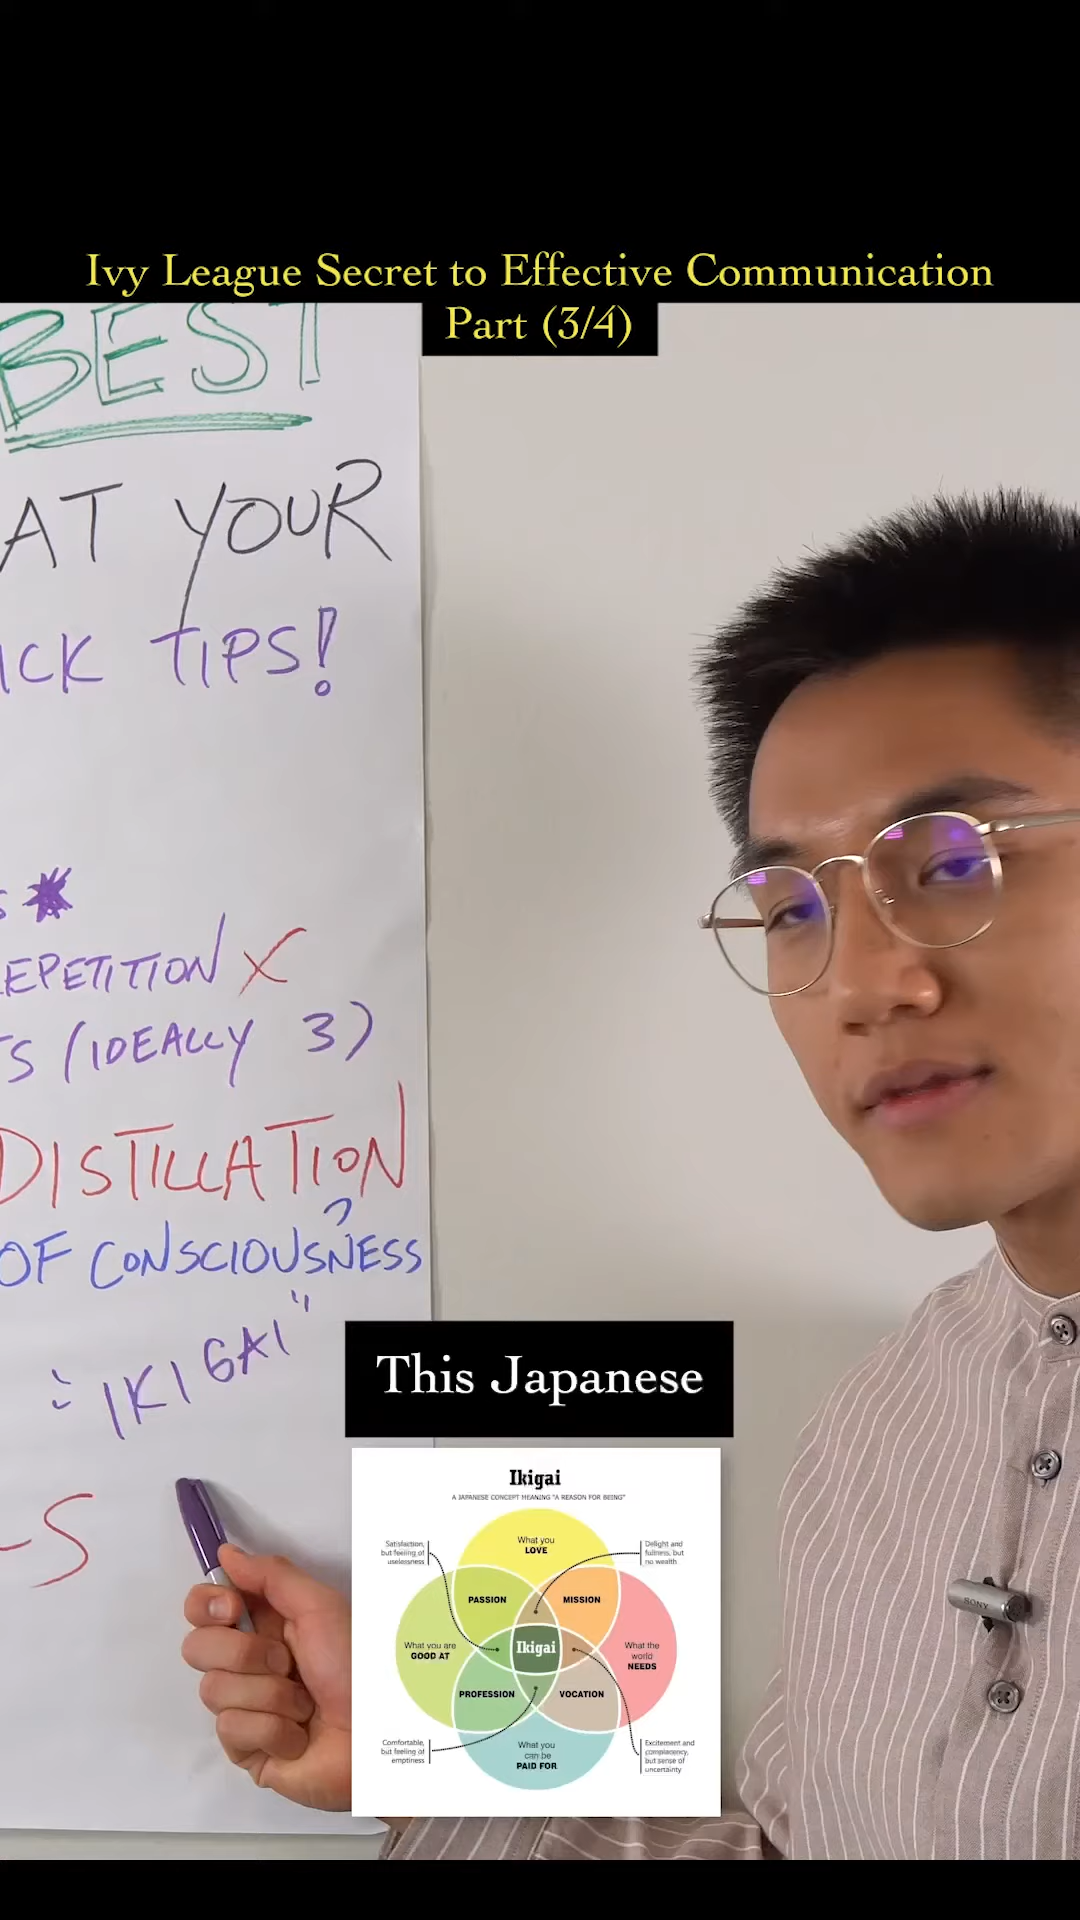 Ivy League Secret to Effective Communication
Part (3/4)
BEST
AT YOUR
ICK TIPS!
S *
EPETITION X
TS (IDEALLY 3)
DISTILLATION
OF CONSCIOUSNESS
"IKIGAI"
-S
This Japanese
Ikigai
A JAPANESE CONCEPT MEANING "A REASON FOR BEING"
Satisfaction,
but feeling of
uselessness
What you
LOVE
Delight and
fullness, but
no wealth
PASSION
MISSION
What you are
GOOD AT
Ikigai
What the
world
NEEDS
PROFESSION
VOCATION
Comfortable,
but feeling of
emptiness
What you
can be
PAID FOR
Excitement and
complacency,
but sense of
uncertainty
SONY